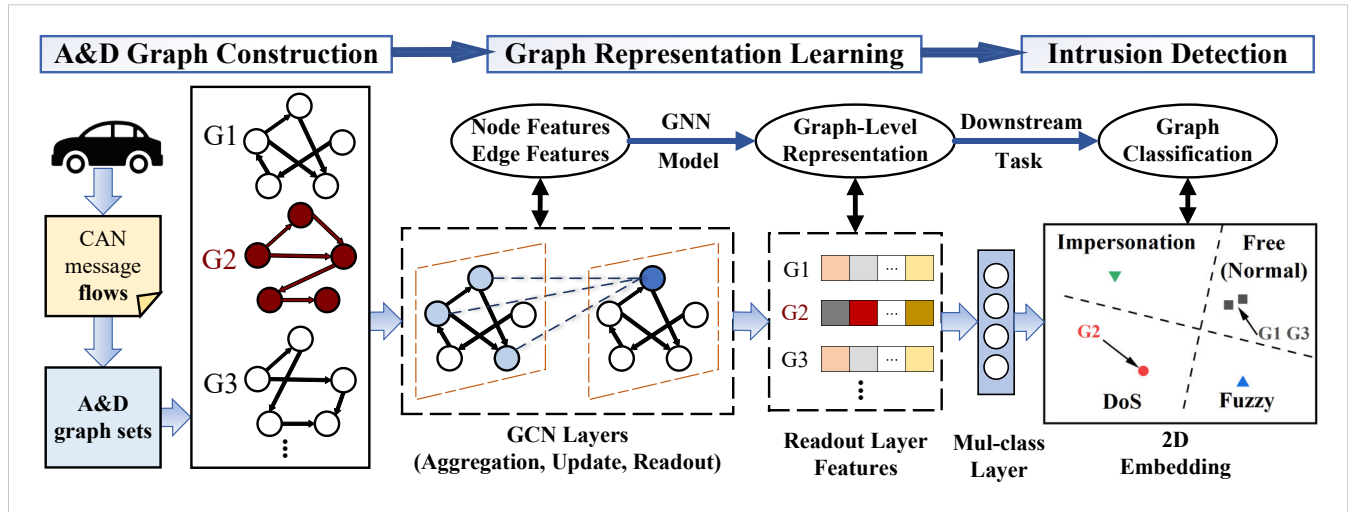 A&D Graph Construction
Graph Representation Learning
Intrusion Detection
CAN
message
flows
A&D
graph sets
G1
G2
G3
...
Node Features
Edge Features
GNN
Model
Graph-Level
Representation
Downstream
Task
Graph
Classification
GCN Layers
(Aggregation, Update, Readout)
G1
...
G2
...
G3
...
...
Readout Layer
Features
Mul-class
Layer
Impersonation
Free
(Normal)
G1 G3
G2
DoS
Fuzzy
2D
Embedding